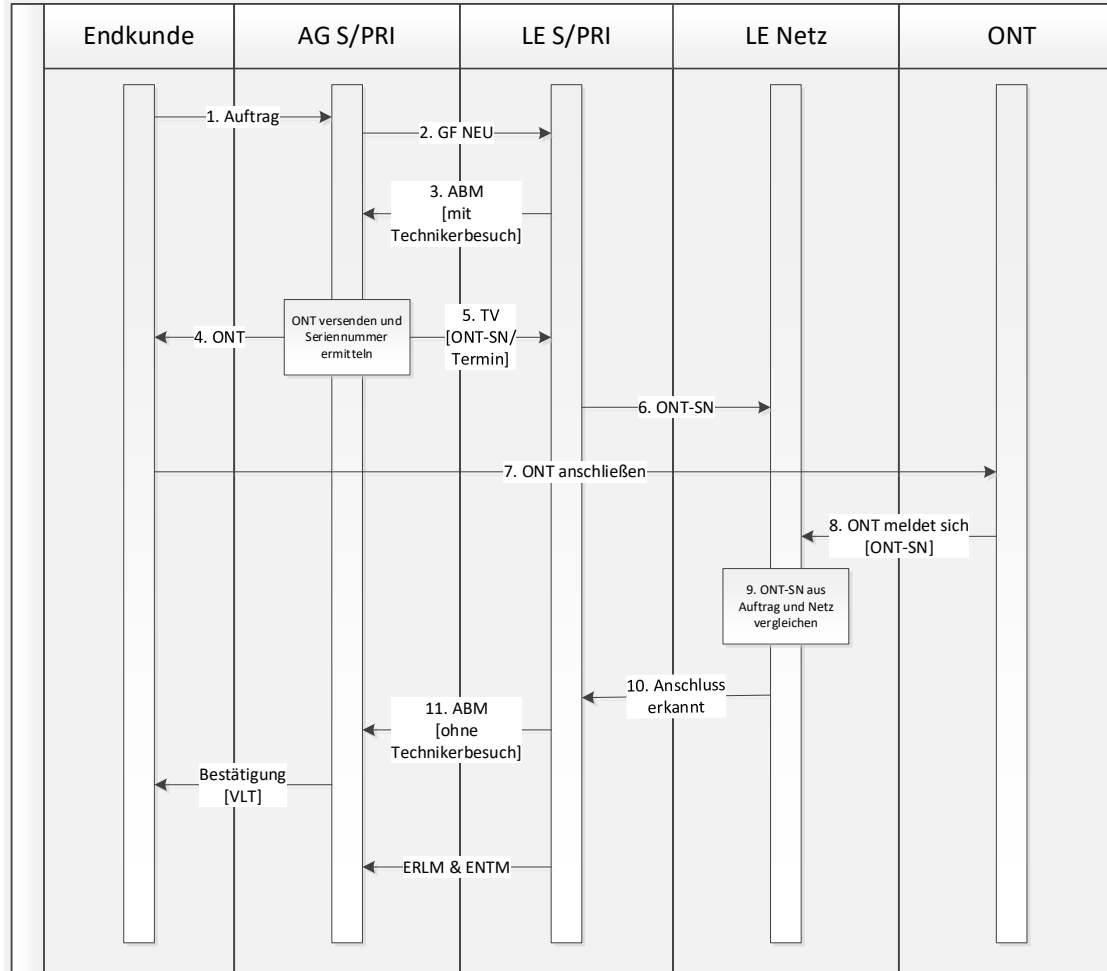 Endkunde
AG S/PRI
LE S/PRI
LE Netz
ONT
1. Auftrag
2. GF NEU
3. ABM
[mit
Technikerbesuch]
4. ONT
ONT versenden und
Seriennummer
ermitteln
5. TV
[ONT-SN/
Termin]
6. ONT-SN
7. ONT anschließen
8. ONT meldet sich
[ONT-SN]
9. ONT-SN aus
Auftrag und Netz
vergleichen
10. Anschluss
erkannt
11. ABM
[ohne
Technikerbesuch]
Bestätigung
[VLT]
ERLM & ENTM